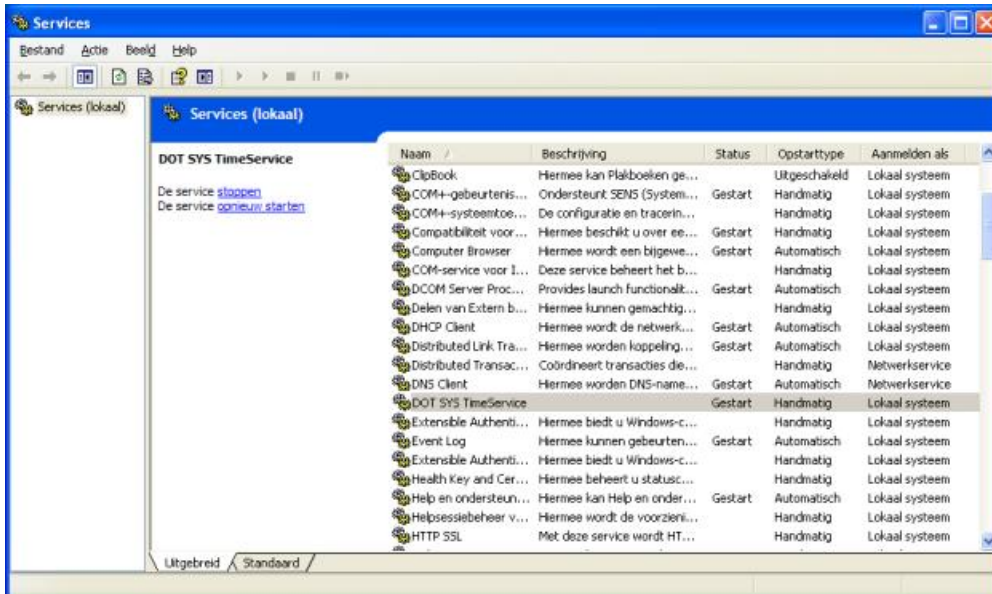 Services
Bestand Actie Beeld Help
Services (lokaal)
Services (lokaal)
DOT SYS TimeService
De service stoppen
De service opnieuw starten
Naam Beschrijving Status Opstarttype Aanmelden als
ClipBook Hiermee kan Plakboeken ge... Uitgeschakeld Lokaal systeem
COM+-gebeurtenis... Ondersteunt SENS (System... Gestart Handmatig Lokaal systeem
COM+-systeemtoe... De configuratie en tracerin... Handmatig Lokaal systeem
Compatibiliteit voor... Hiermee beschikt u over ee... Gestart Handmatig Lokaal systeem
Computer Browser Hiermee wordt een bijgewe... Gestart Automatisch Lokaal systeem
COM-service voor I... Deze service beheert het b... Handmatig Lokaal systeem
DCOM Server Proc... Provides launch functionalit... Gestart Automatisch Lokaal systeem
Delen van Extern b... Hiermee kunnen gemachtig... Handmatig Lokaal systeem
DHCP Client Hiermee wordt de netwerk... Gestart Automatisch Lokaal systeem
Distributed Link Tra... Hiermee worden koppeling... Gestart Automatisch Lokaal systeem
Distributed Transac... Coördineert transacties die... Handmatig Netwerkservice
DNS Client Hiermee worden DNS-name... Gestart Automatisch Netwerkservice
DOT SYS TimeService Gestart Handmatig Lokaal systeem
Extensible Authenti... Hiermee biedt u Windows-c... Handmatig Lokaal systeem
Event Log Hiermee kunnen gebeurten... Gestart Automatisch Lokaal systeem
Extensible Authenti... Hiermee biedt u Windows-c... Handmatig Lokaal systeem
Health Key and Cer... Hiermee beheert u statusc... Handmatig Lokaal systeem
Help en ondersteun... Hiermee kan Help en onder... Gestart Automatisch Lokaal systeem
Helpsessiebeheer v... Hiermee wordt de voorzieni... Handmatig Lokaal systeem
HTTP SSL Met deze service wordt HT... Handmatig Lokaal systeem
Uitgebreid Standaard